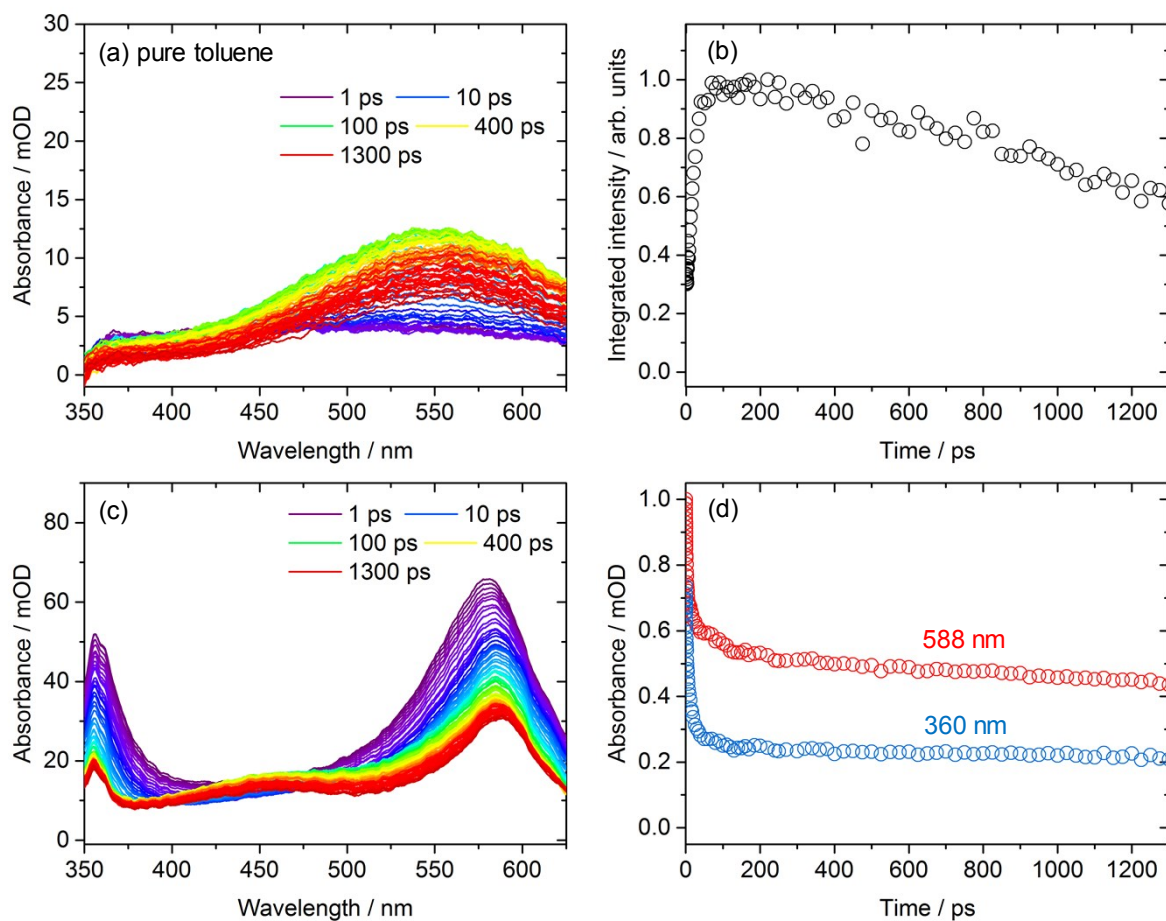 (a) pure toluene
1 ps 10 ps
100 ps 400 ps
1300 ps
30
25
20
15
10
5
0
Absorbance / mOD
350 400 450 500 550 600
Wavelength / nm
(b)
1.0
0.8
0.6
0.4
0.2
0.0
Integrated intensity / arb. units
0 200 400 600 800 1000 1200
Time / ps
(c)
1 ps 10 ps
100 ps 400 ps
1300 ps
80
60
40
20
0
Absorbance / mOD
350 400 450 500 550 600
Wavelength / nm
(d)
1.0
0.8
0.6
0.4
0.2
0.0
Absorbance / mOD
588 nm
360 nm
0 200 400 600 800 1000 1200
Time / ps